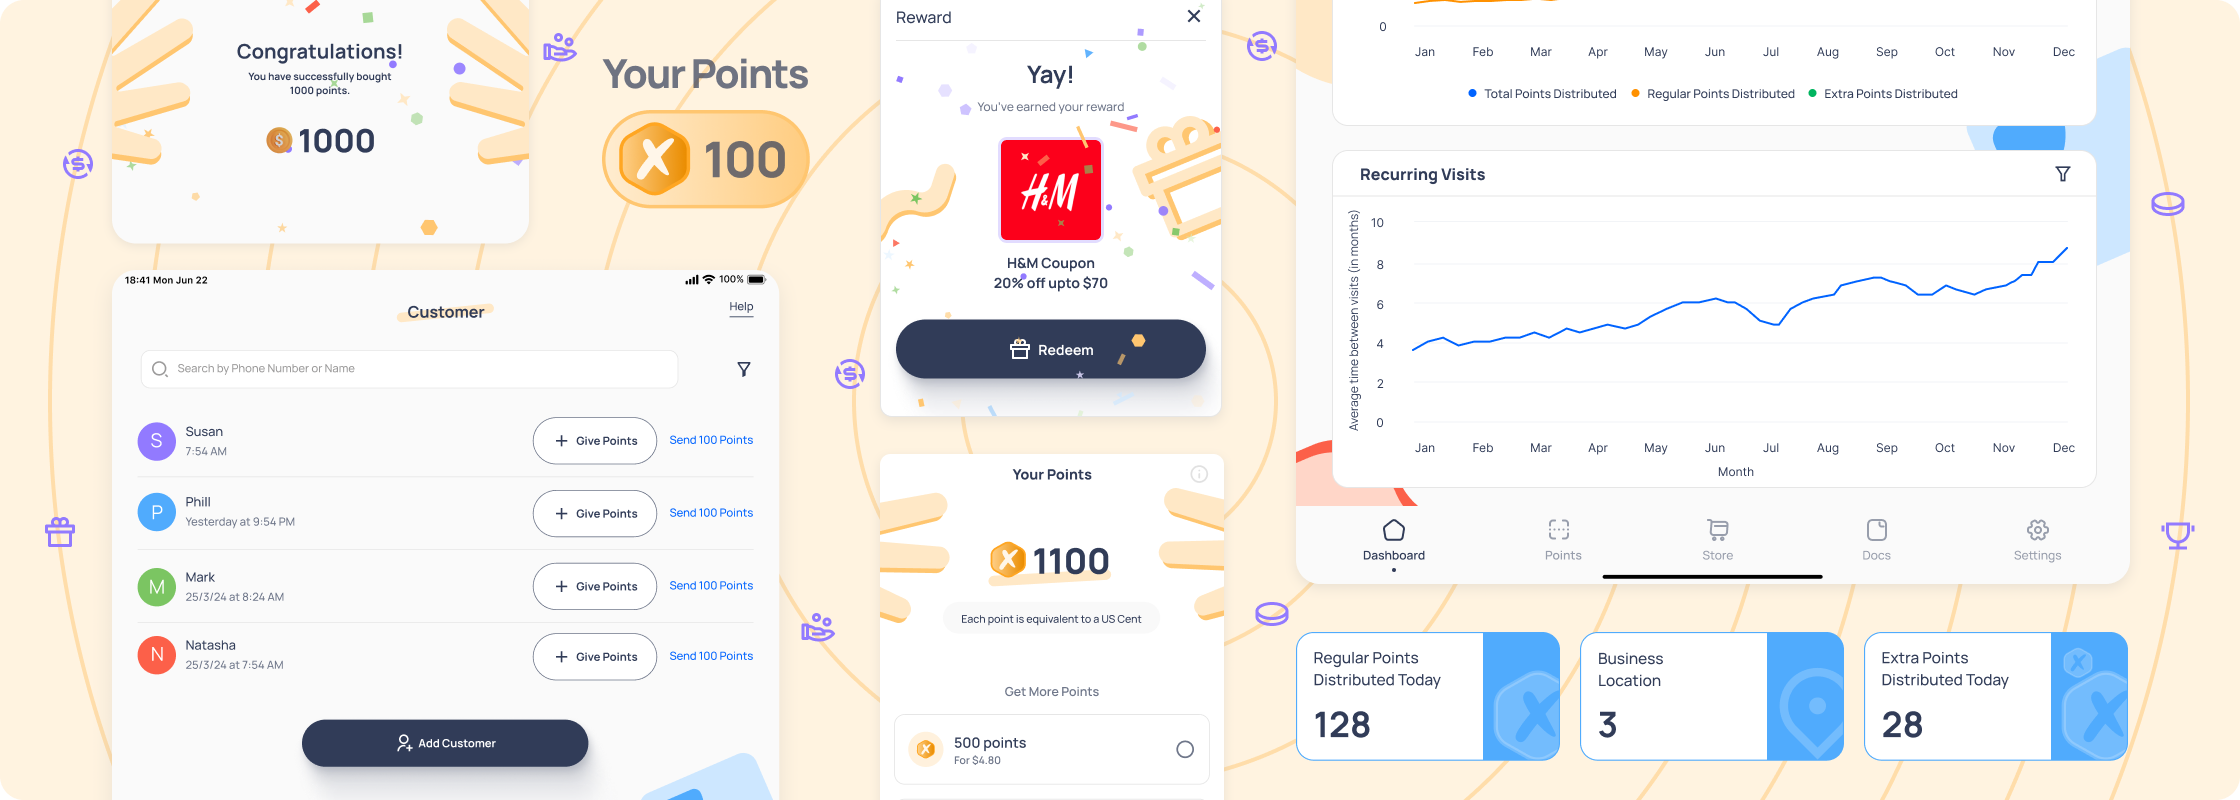 Congratulations!
You have successfully bought
1000 points.
$ 1000
Your Points
X 100
18:41 Mon Jun 22
100%
Customer
Help
Search by Phone Number or Name
S
Susan
7:54 AM
Give Points
Send 100 Points
P
Phill
Yesterday at 9:54 PM
Give Points
Send 100 Points
M
Mark
25/3/24 at 8:24 AM
Give Points
Send 100 Points
N
Natasha
25/3/24 at 7:54 AM
Give Points
Send 100 Points
Add Customer
Reward
Yay!
You've earned your reward
H&M
H&M Coupon
20% off upto $70
Redeem
Your Points
X 1100
Each point is equivalent to a US Cent
Get More Points
500 points
For $4.80
0
Jan Feb Mar Apr May Jun Jul Aug Sep Oct Nov Dec
Total Points Distributed Regular Points Distributed Extra Points Distributed
Recurring Visits
Average time between visits (in months)
10
8
6
4
2
0
Jan Feb Mar Apr May Jun Jul Aug Sep Oct Nov Dec
Month
Dashboard Points Store Docs Settings
Regular Points
Distributed Today
128
Business
Location
3
Extra Points
Distributed Today
28